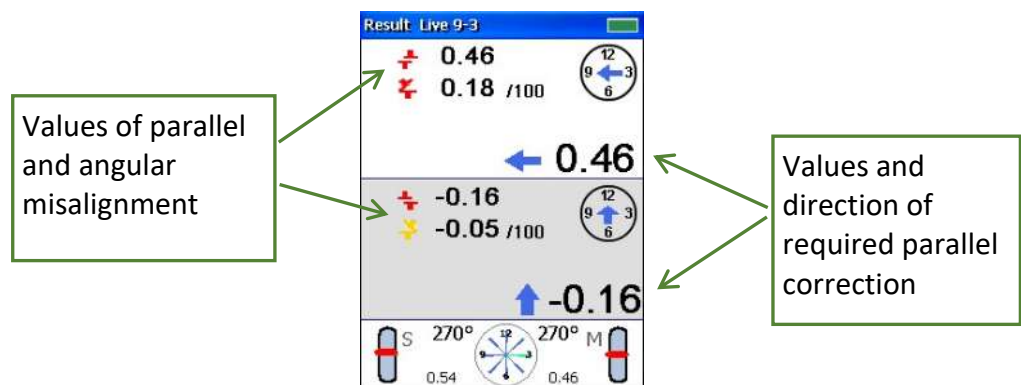 Result Live 9-3
0.46
0.18 /100
12
9 3
6
0.46
Values of parallel
and angular
misalignment
Values and
direction of
required parallel
correction
-0.16
-0.05 /100
12
9 3
6
-0.16
S 270° 12 270° M
9 3
6
0.54 0.46